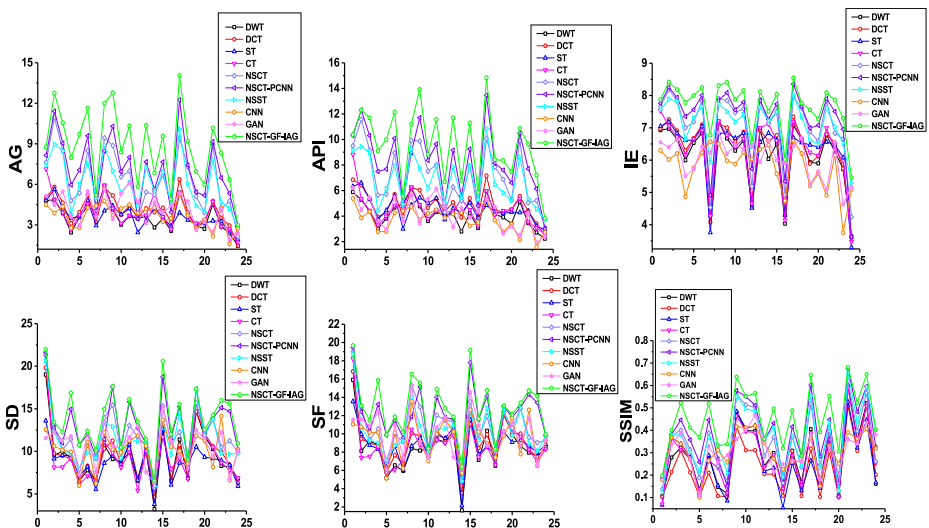 DWT
DCT
ST
CT
NSCT
NSCT-PCNN
NSST
CNN
GAN
NSCT-GF-IAG
AG
15
12
9
6
3
0 5 10 15 20 25
DWT
DCT
ST
CT
NSCT
NSCT-PCNN
NSST
CNN
GAN
NSCT-GF-IAG
API
16
14
12
10
8
6
4
2
0 5 10 15 20 25
DWT
DCT
ST
CT
NSCT
NSCT-PCNN
NSST
CNN
GAN
NSCT-GF-IAG
IE
9
8
7
6
5
4
0 5 10 15 20 25
DWT
DCT
ST
CT
NSCT
NSCT-PCNN
NSST
CNN
GAN
NSCT-GF-IAG
SD
25
20
15
10
5
0 5 10 15 20 25
DWT
DCT
ST
CT
NSCT
NSCT-PCNN
NSST
CNN
GAN
NSCT-GF-IAG
SF
22
20
18
16
14
12
10
8
6
4
2
0 5 10 15 20 25
DWT
DCT
ST
CT
NSCT
NSCT-PCNN
NSST
CNN
GAN
NSCT-GF-IAG
SSIM
0.8
0.7
0.6
0.5
0.4
0.3
0.2
0.1
0 5 10 15 20 25